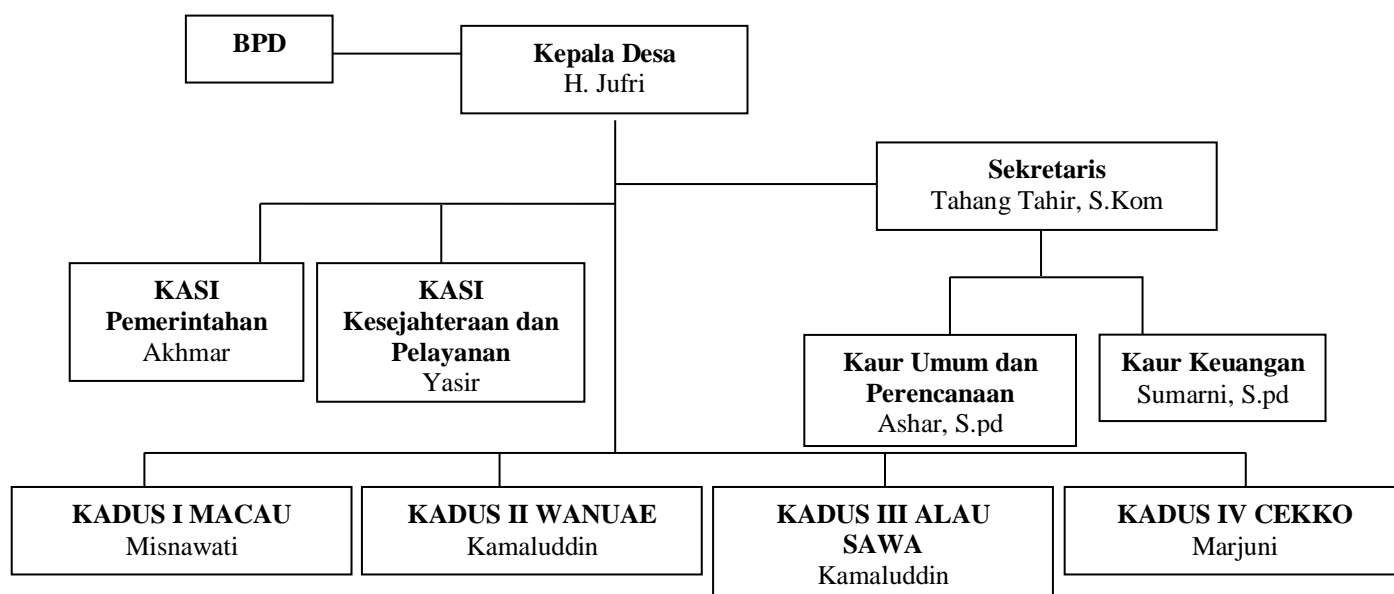 BPD
Kepala Desa
H. Jufri
Sekretaris
Tahang Tahir, S.Kom
KASI
Pemerintahan
Akhmar
KASI
Kesejahteraan dan
Pelayanan
Yasir
Kaur Umum dan
Perencanaan
Ashar, S.pd
Kaur Keuangan
Sumarni, S.pd
KADUS I MACAU
Misnawati
KADUS II WANUAE
Kamaluddin
KADUS III ALAU
SAWA
Kamaluddin
KADUS IV CEKKO
Marjuni